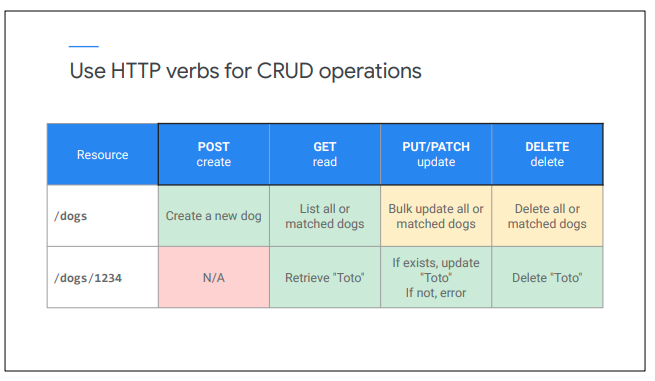 Use HTTP verbs for CRUD operations
Resource
POST
create
GET
read
PUT/PATCH
update
DELETE
delete
/dogs
Create a new dog
List all or
matched dogs
Bulk update all or
matched dogs
Delete all or
matched dogs
/dogs/1234
N/A
Retrieve "Toto"
If exists, update
"Toto"
If not, error
Delete "Toto"